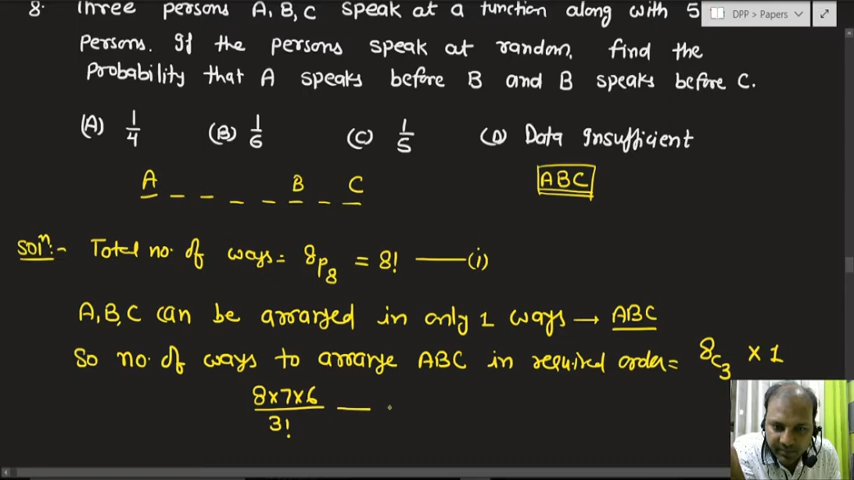 8. Three persons A, B, C speak at a function along with 5
DPP > Papers
Persons. If the persons speak at random, find the
Probability that A speaks before B and B speaks before C.
(A) 1/4 (B) 1/6 (C) 1/5 (D) Data Insufficient
A _ _ _ _ B _ C
ABC
Solⁿ:- Total no. of ways = 8p₈ = 8! —— (i)
A, B, C can be arranged in only 1 ways → ABC
So no. of ways to arrange ABC in required order = 8c₃ × 1
8×7×6/3! —